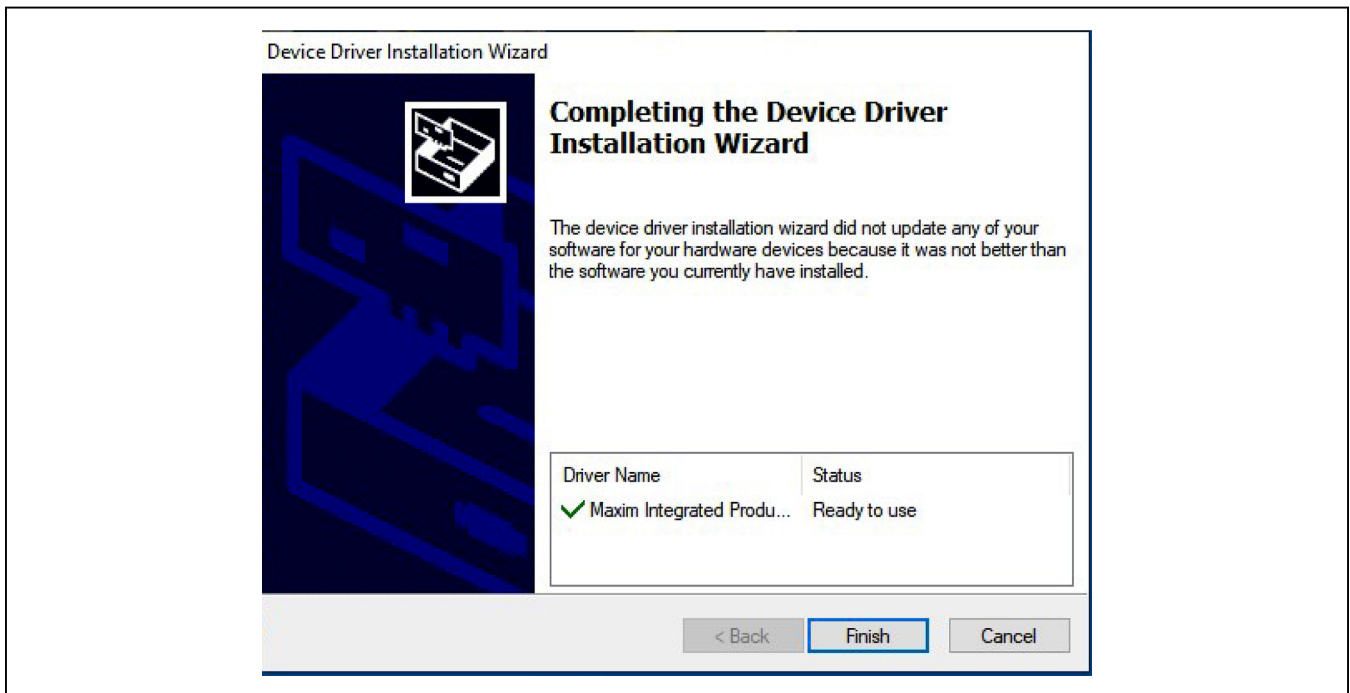 Device Driver Installation Wizard
Completing the Device Driver
Installation Wizard
The device driver installation wizard did not update any of your
software for your hardware devices because it was not better than
the software you currently have installed.
Driver Name Status
Maxim Integrated Produ... Ready to use
< Back Finish Cancel